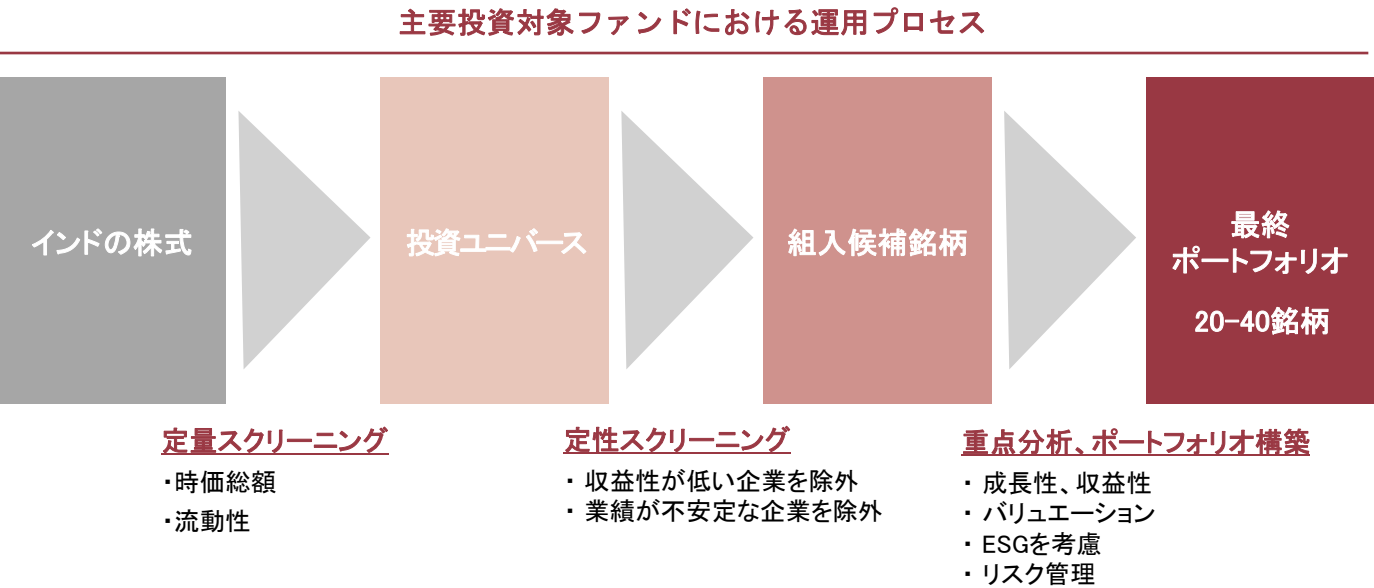 主要投資対象ファンドにおける運用プロセス
インドの株式
投資ユニバース
組入候補銘柄
最終
ポートフォリオ
20-40銘柄
定量スクリーニング
・時価総額
・流動性
定性スクリーニング
・ 収益性が低い企業を除外
・ 業績が不安定な企業を除外
重点分析、ポートフォリオ構築
・ 成長性、収益性
・ バリュエーション
・ ESGを考慮
・ リスク管理